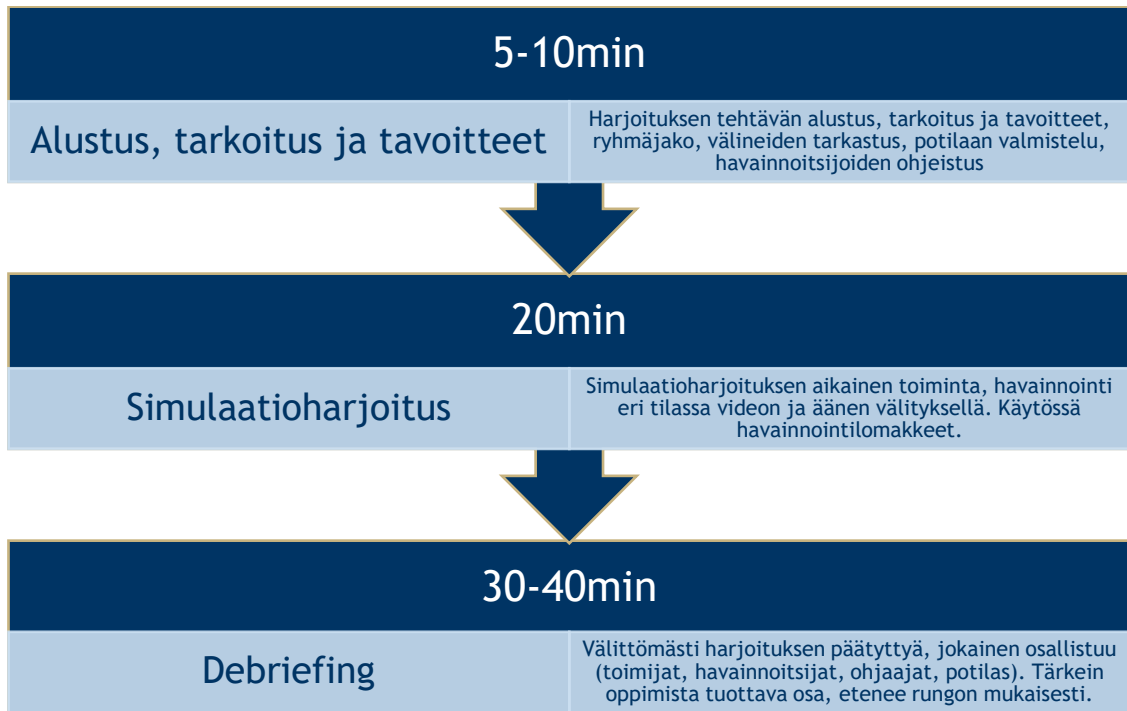 5-10min
Alustus, tarkoitus ja tavoitteet
Harjoituksen tehtävän alustus, tarkoitus ja tavoitteet,
ryhmäjako, välineiden tarkastus, potilaan valmistelu,
havainnoitsijoiden ohjeistus
20min
Simulaatioharjoitus
Simulaatioharjoituksen aikainen toiminta, havainnointi
eri tilassa videon ja äänen välityksellä. Käytössä
havainnointilomakkeet.
30-40min
Debriefing
Välittömästi harjoituksen päätyttyä, jokainen osallistuu
(toimijat, havainnoitsijat, ohjaajat, potilas). Tärkein
oppimista tuottava osa, etenee rungon mukaisesti.